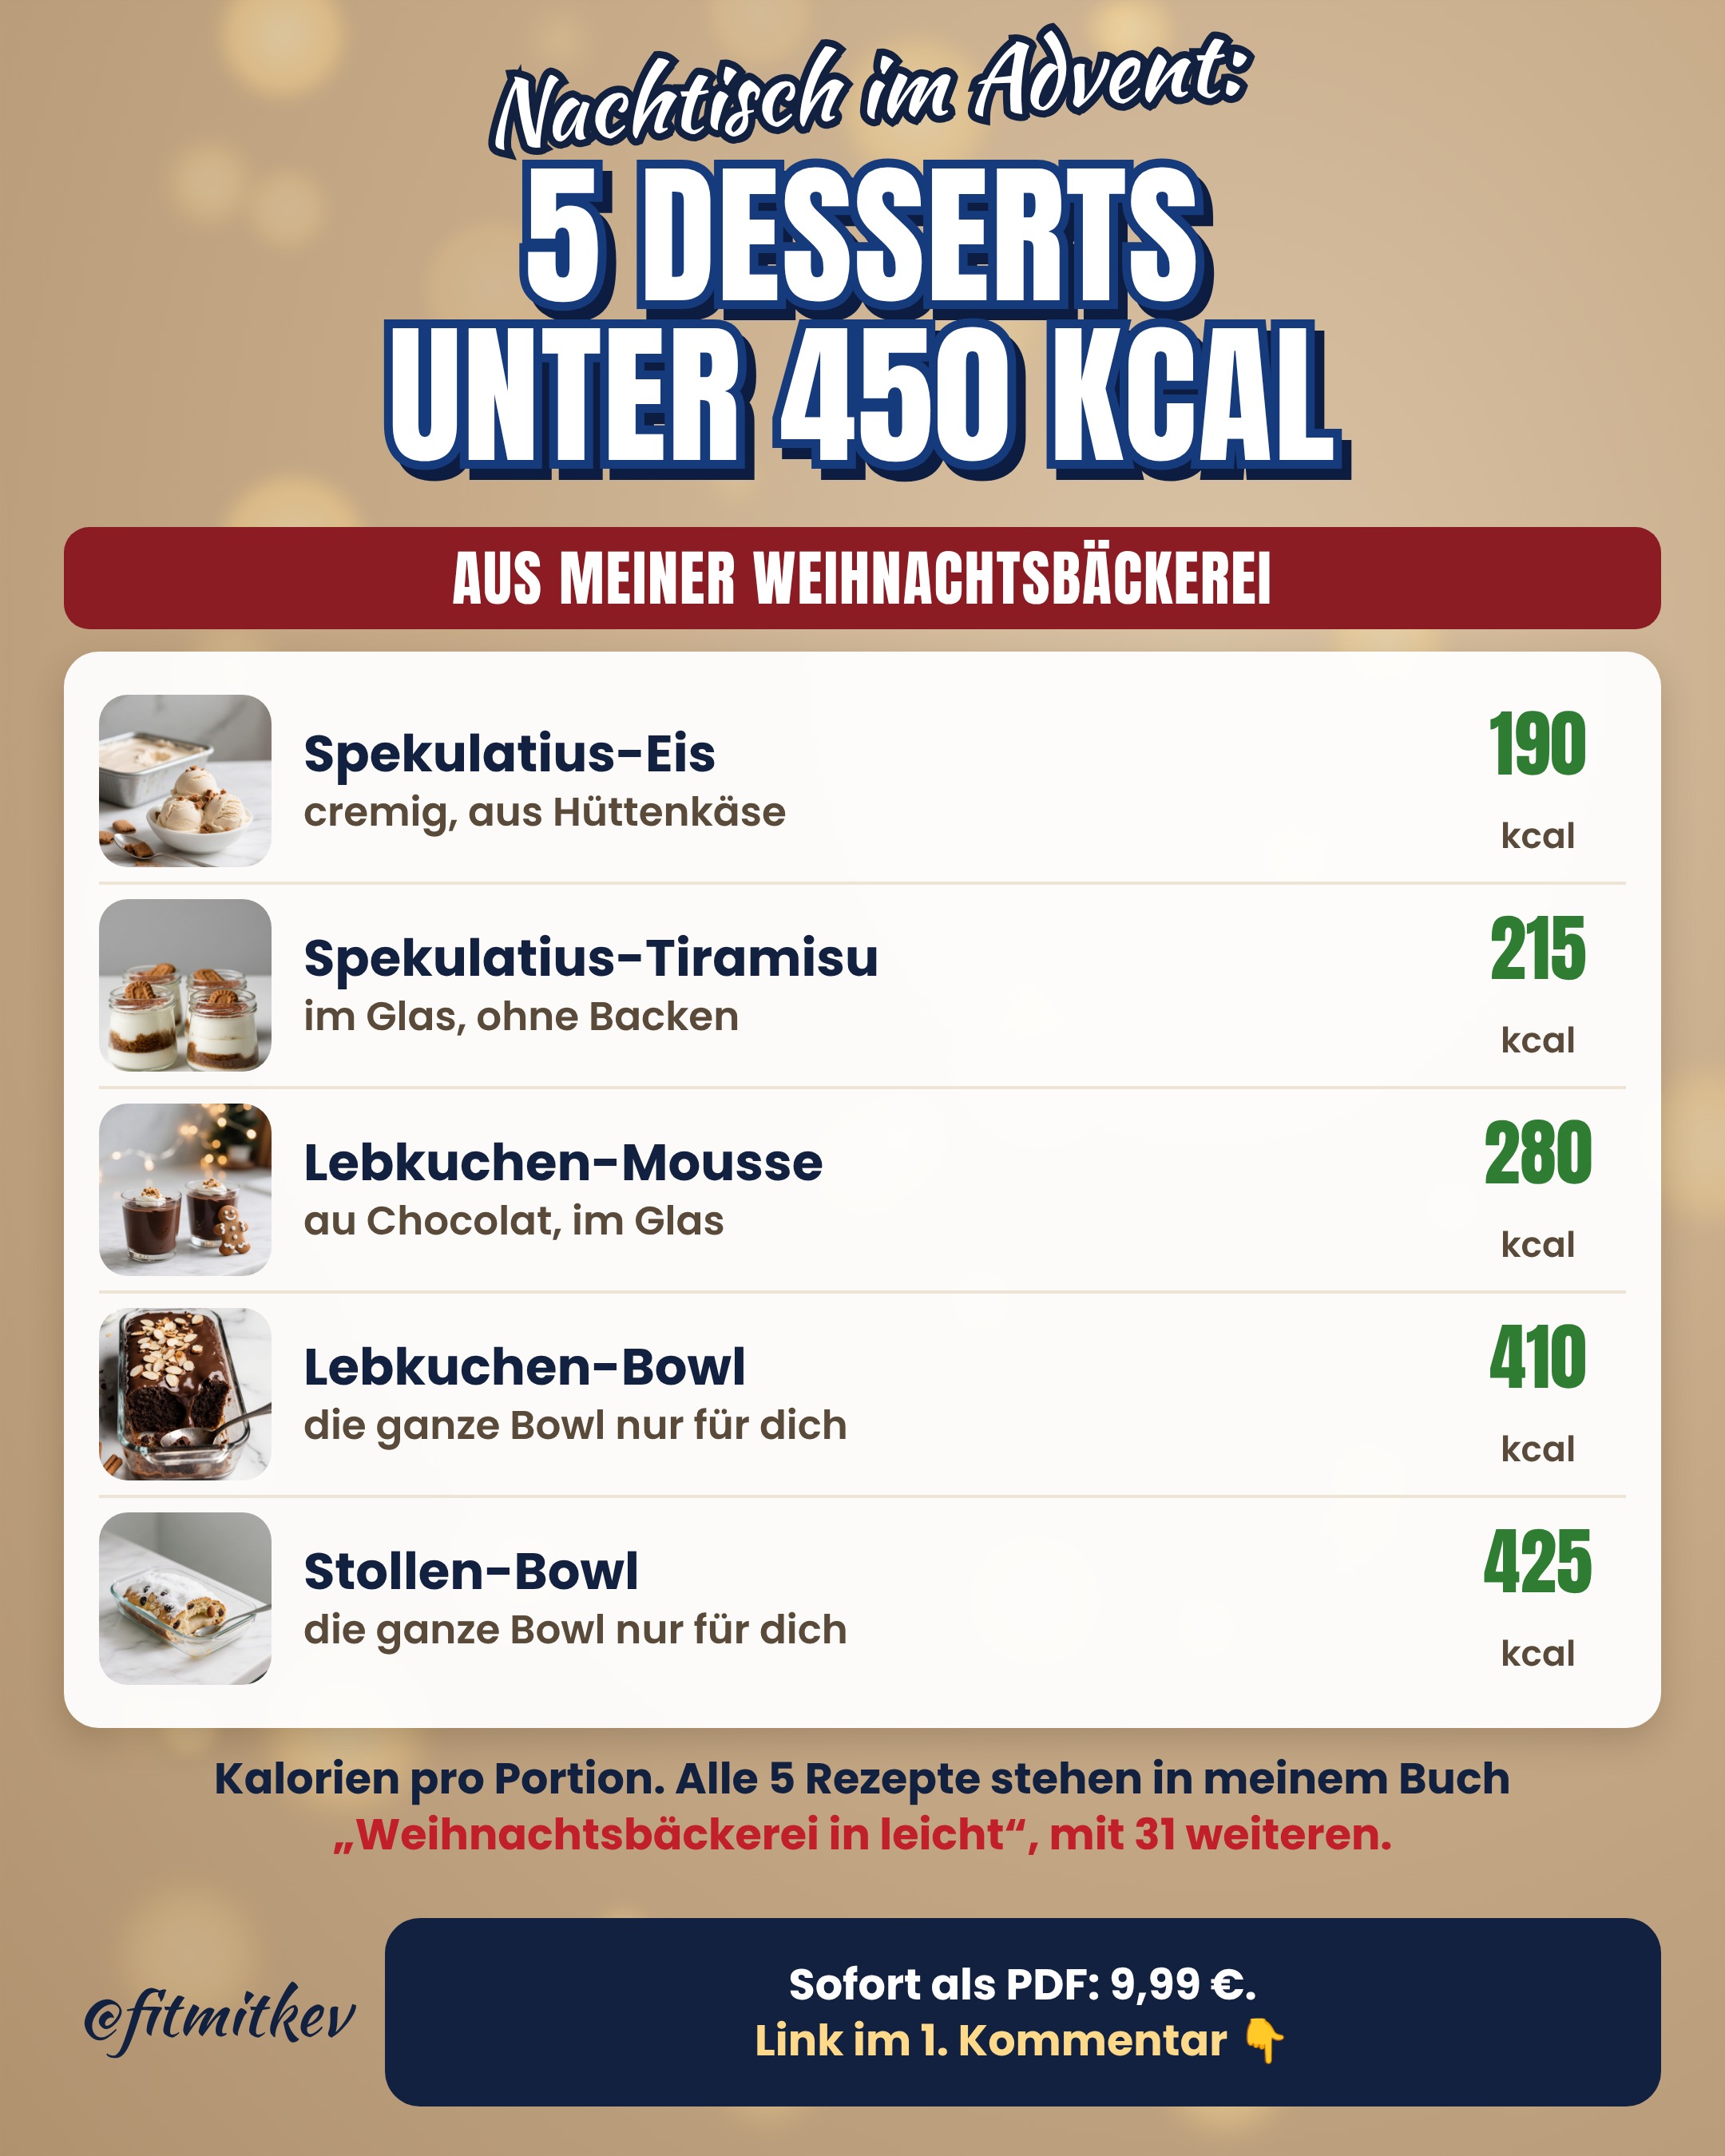 Nachtisch im Advent:
5 DESSERTS
UNTER 450 KCAL
AUS MEINER WEIHNACHTSBÄCKEREI
Spekulatius-Eis
cremig, aus Hüttenkäse
190
kcal
Spekulatius-Tiramisu
im Glas, ohne Backen
215
kcal
Lebkuchen-Mousse
au Chocolat, im Glas
280
kcal
Lebkuchen-Bowl
die ganze Bowl nur für dich
410
kcal
Stollen-Bowl
die ganze Bowl nur für dich
425
kcal
Kalorien pro Portion. Alle 5 Rezepte stehen in meinem Buch
„Weihnachtsbäckerei in leicht“, mit 31 weiteren.
@fitmitkev
Sofort als PDF: 9,99 €.
Link im 1. Kommentar 👇